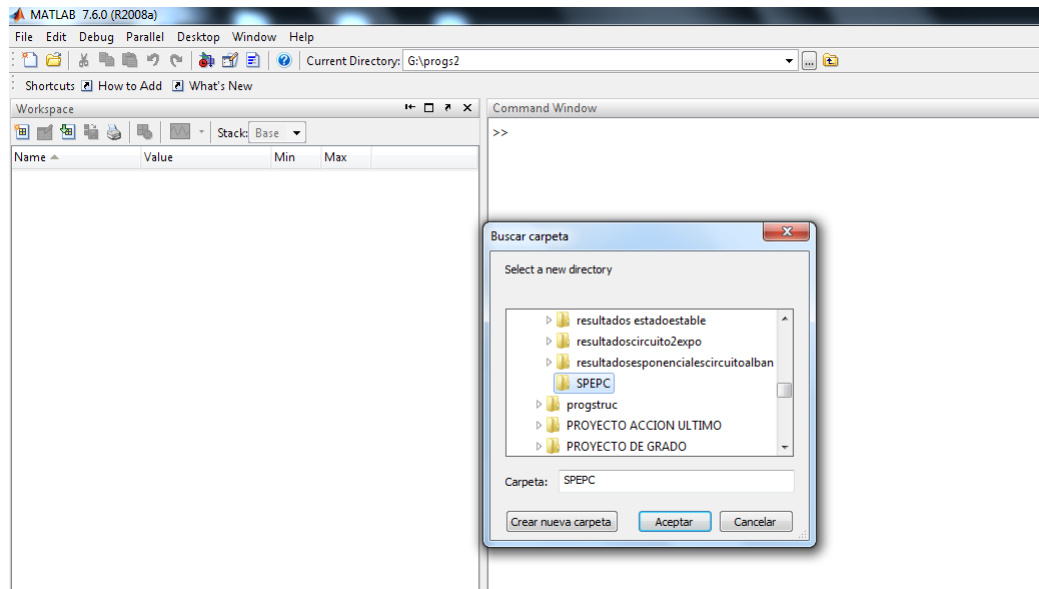 MATLAB 7.6.0 (R2008a)
File Edit Debug Parallel Desktop Window Help
Current Directory: G:\progs2
Shortcuts How to Add What's New
Workspace
Stack: Base
Name Value Min Max
Command Window
>>
Buscar carpeta
Select a new directory
resultados estadoestable
resultadoscircuito2expo
resultadosesponencialescircuitoalban
SPEPC
progstruc
PROYECTO ACCION ULTIMO
PROYECTO DE GRADO
Carpeta: SPEPC
Crear nueva carpeta Aceptar Cancelar